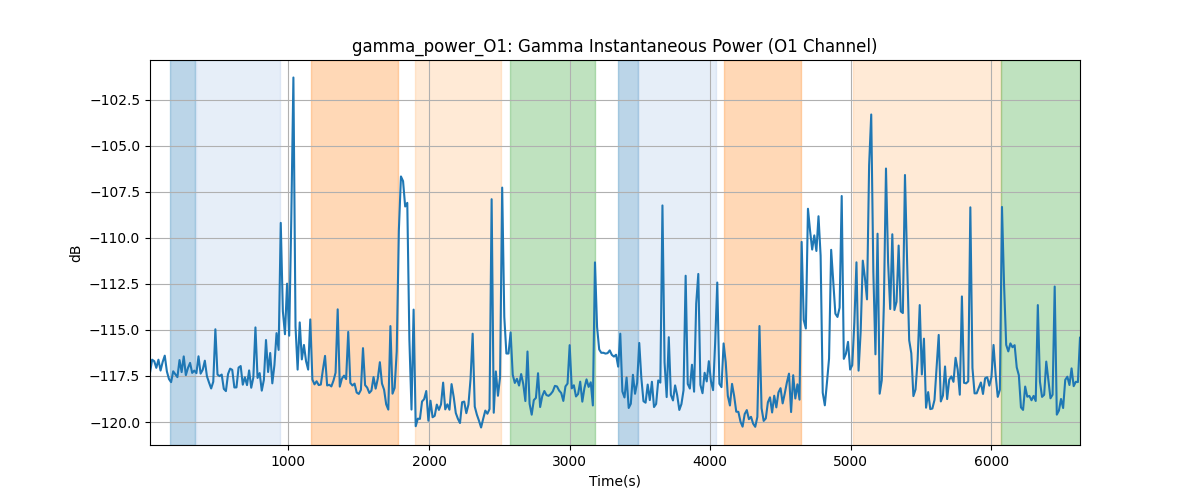 gamma_power_O1: Gamma Instantaneous Power (O1 Channel)
−102.5
−105.0
−107.5
−110.0
−112.5
−115.0
−117.5
−120.0
dB
1000 2000 3000 4000 5000 6000
Time(s)